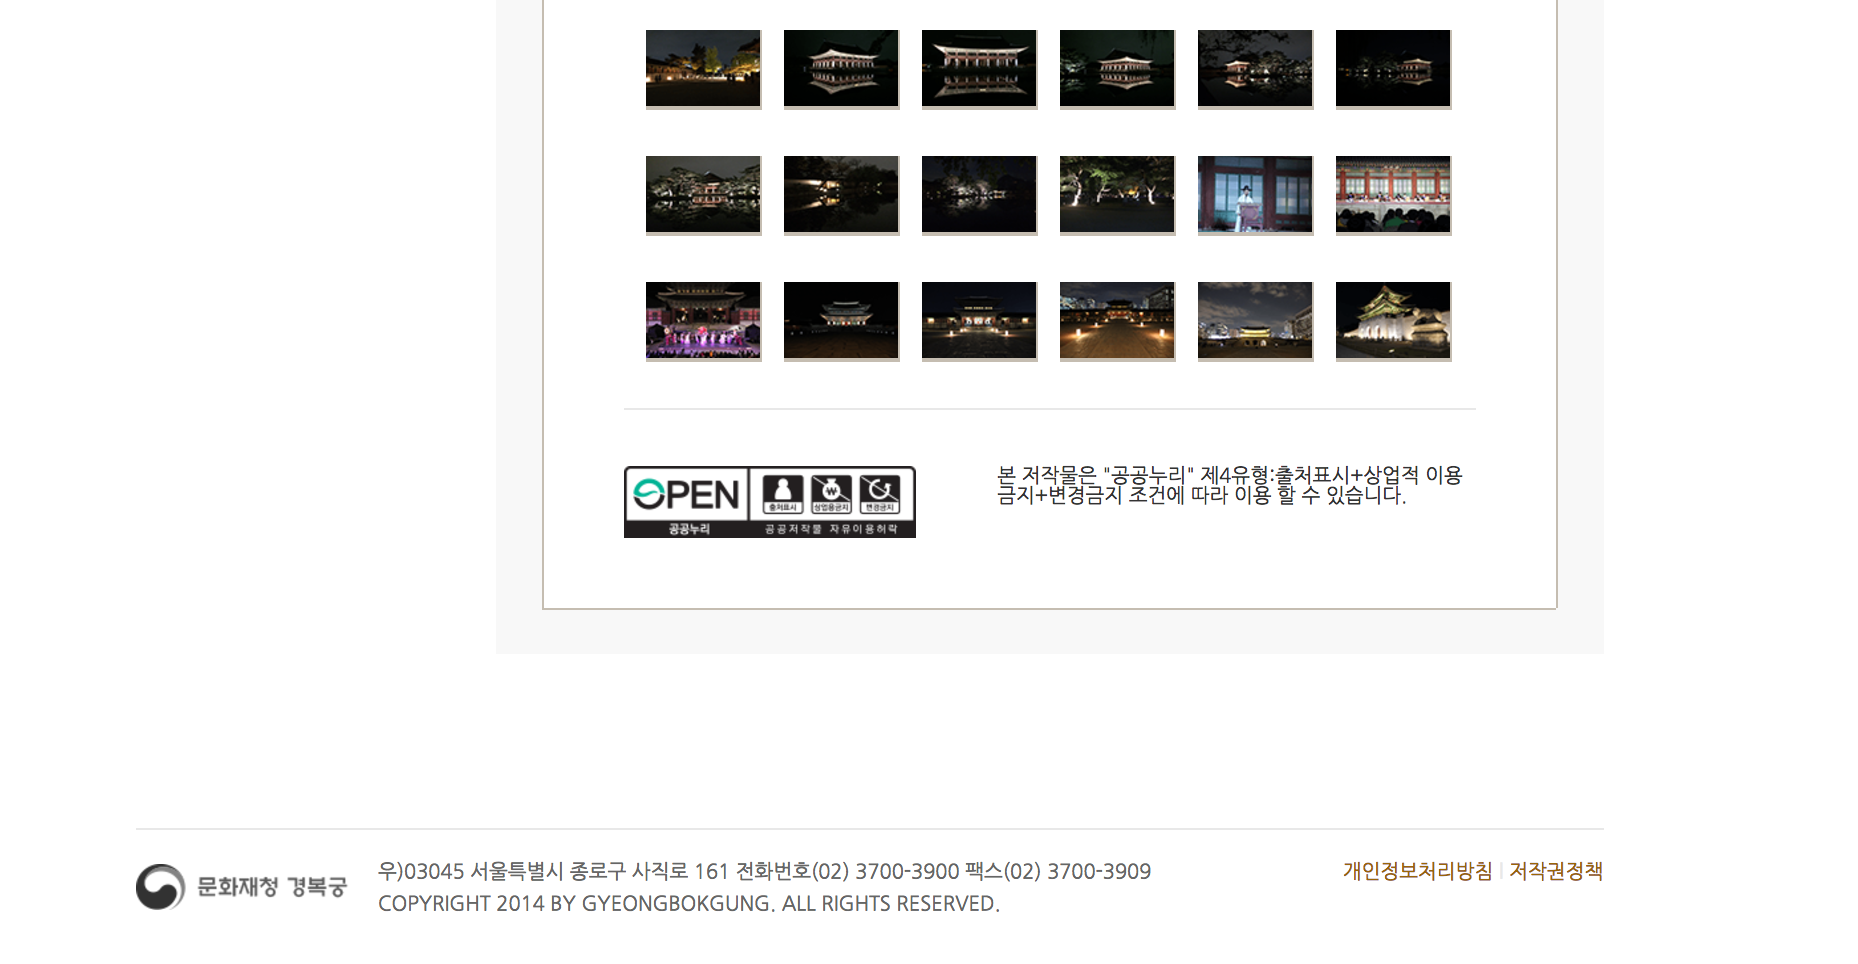 OPEN
출처표시 상업용금지 변경금지
공공누리 공공저작물 자유이용허락
본 저작물은 "공공누리" 제4유형:출처표시+상업적 이용
금지+변경금지 조건에 따라 이용 할 수 있습니다.
문화재청 경복궁
우)03045 서울특별시 종로구 사직로 161 전화번호(02) 3700-3900 팩스(02) 3700-3909
COPYRIGHT 2014 BY GYEONGBOKGUNG. ALL RIGHTS RESERVED.
개인정보처리방침 | 저작권정책